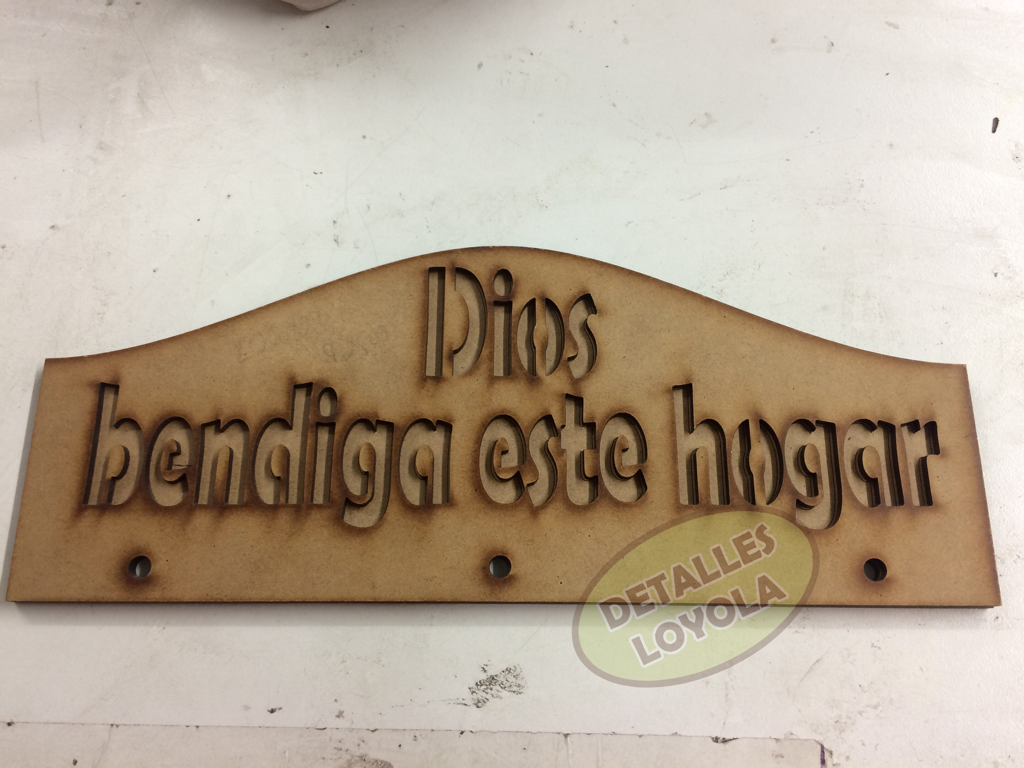 Dios
bendiga este hogar
DETALLES
LOYOLA